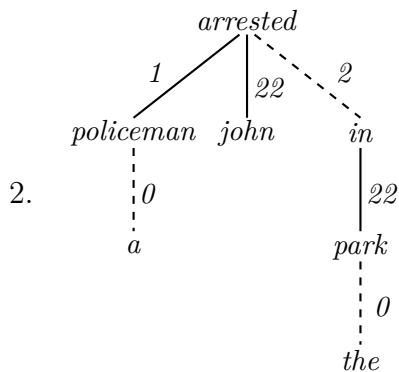 arrested
1 22 2
policeman john in
2. 0 22
a park
0
the